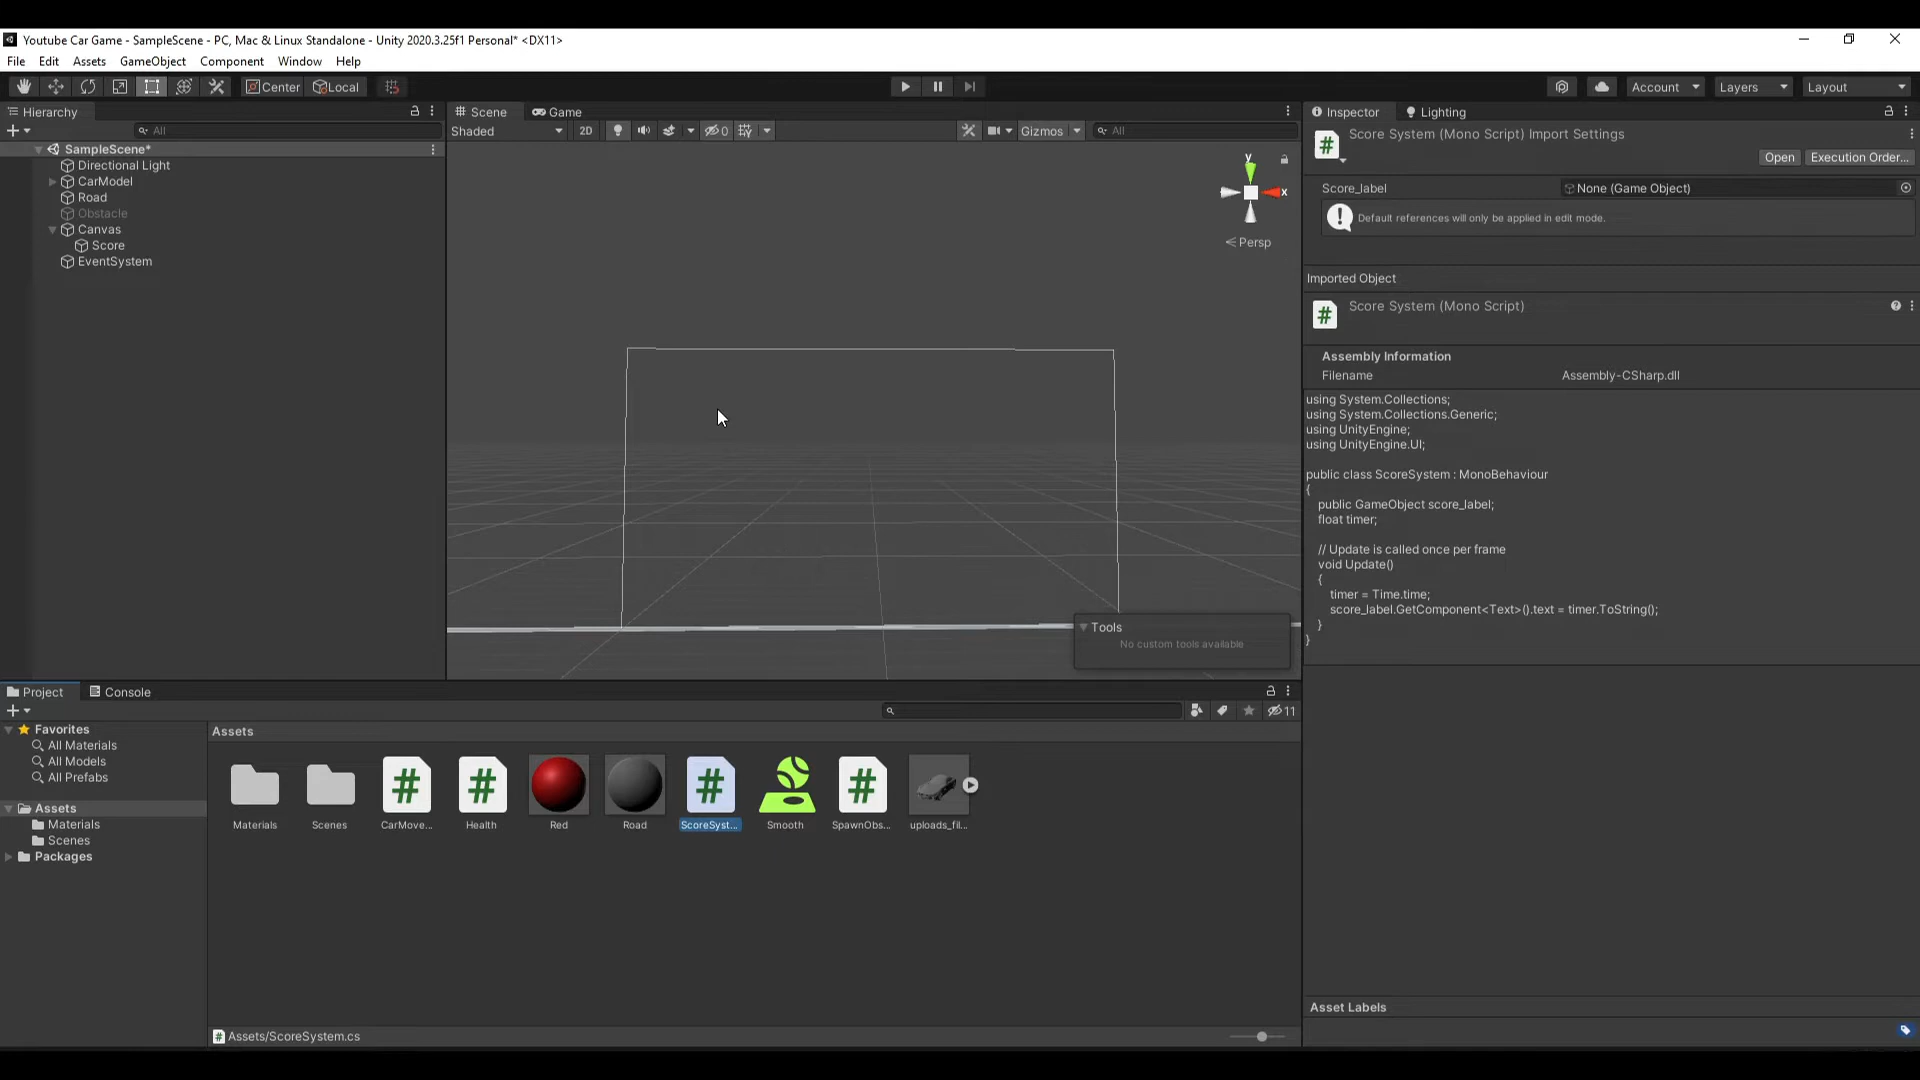 Youtube Car Game - SampleScene - PC, Mac & Linux Standalone - Unity 2020.3.25f1 Personal* <DX11>
File Edit Assets GameObject Component Window Help
Center Local Account Layers Layout
Hierarchy
All
SampleScene*
Directional Light
CarModel
Road
Obstacle
Canvas
Score
EventSystem
Scene Game
Shaded 2D 0 Gizmos All
y
x
Persp
Tools
No custom tools available
Inspector Lighting
Score System (Mono Script) Import Settings
Open Execution Order...
Score_label None (Game Object)
Default references will only be applied in edit mode.
Imported Object
Score System (Mono Script)
Assembly Information
Filename Assembly-CSharp.dll
using System.Collections;
using System.Collections.Generic;
using UnityEngine;
using UnityEngine.UI;
public class ScoreSystem : MonoBehaviour
{
public GameObject score_label;
float timer;
// Update is called once per frame
void Update()
{
timer = Time.time;
score_label.GetComponent<Text>().text = timer.ToString();
}
}
Asset Labels
Project Console
11
Favorites
All Materials
All Models
All Prefabs
Assets
Materials
Scenes
Packages
Assets
Materials Scenes CarMove... Health Red Road ScoreSyst... Smooth SpawnObs... uploads_fil...
Assets/ScoreSystem.cs